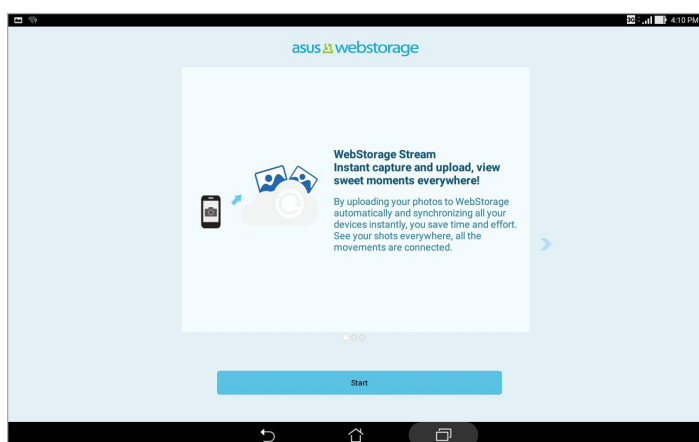 3G 4:10 PM
asus webstorage
WebStorage Stream
Instant capture and upload, view
sweet moments everywhere!
By uploading your photos to WebStorage
automatically and synchronizing all your
devices instantly, you save time and effort.
See your shots everywhere, all the
movements are connected.
Start